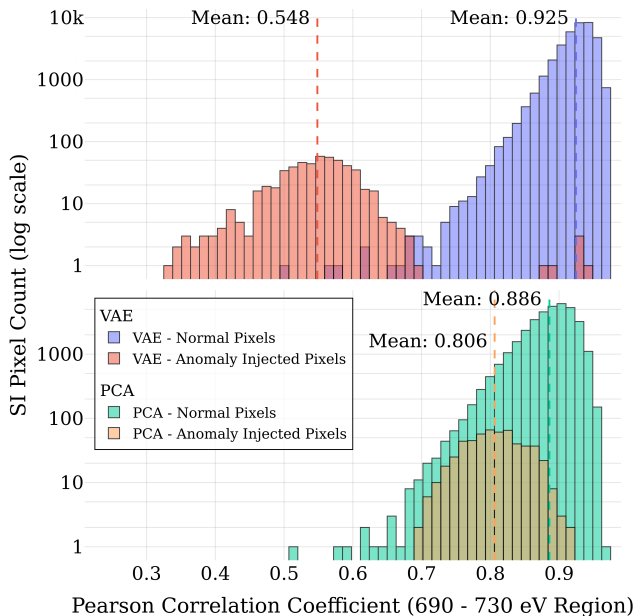 Mean: 0.548
Mean: 0.925
10k
1000
100
10
1
SI Pixel Count (log scale)
Mean: 0.886
Mean: 0.806
VAE
VAE - Normal Pixels
VAE - Anomaly Injected Pixels
PCA
PCA - Normal Pixels
PCA - Anomaly Injected Pixels
1000
100
10
1
0.3 0.4 0.5 0.6 0.7 0.8 0.9
Pearson Correlation Coefficient (690 - 730 eV Region)